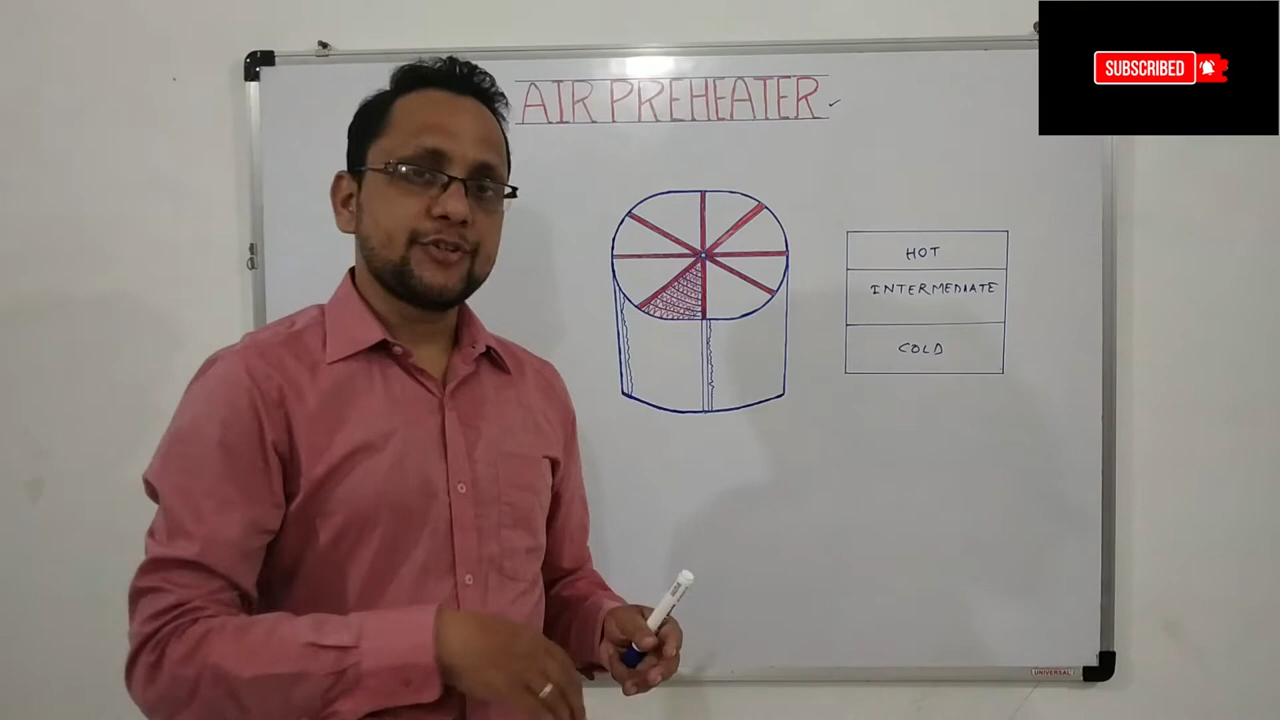 AIR PREHEATER
SUBSCRIBED
HOT
INTERMEDIATE
COLD
UNIVERSAL